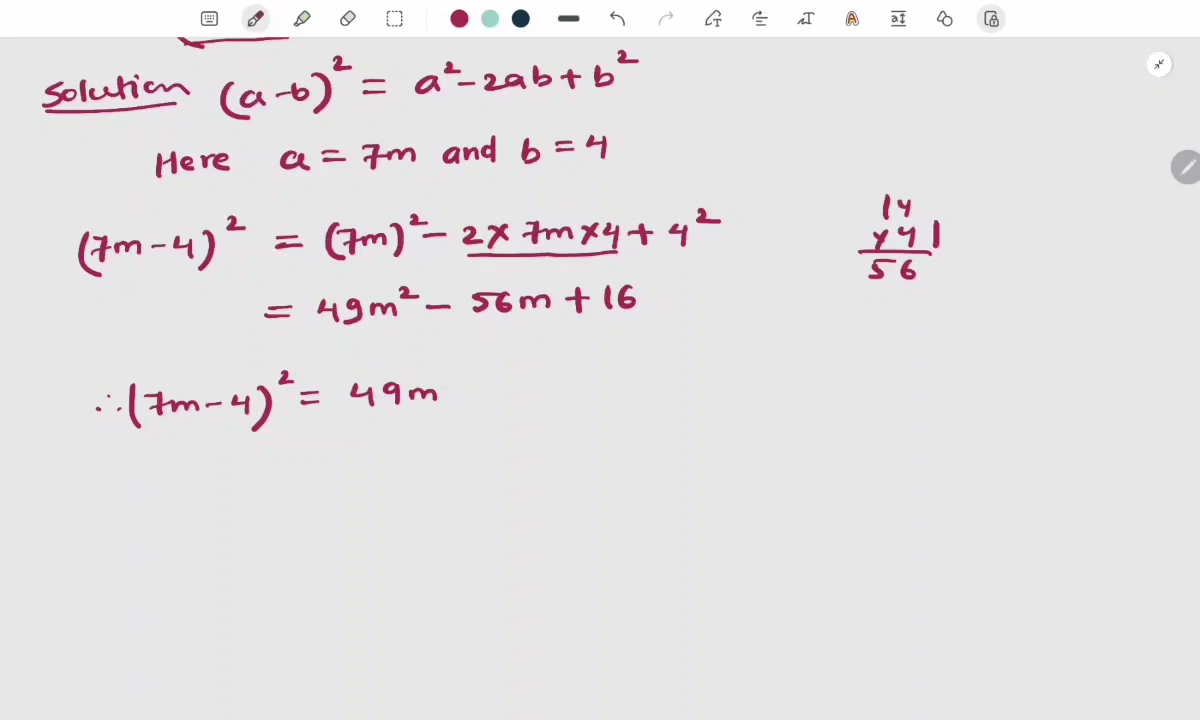 Solution (a-b)² = a² - 2ab + b²
Here a = 7m and b = 4
(7m - 4)² = (7m)² - 2 × 7m × 4 + 4²
= 49m² - 56m + 16
∴ (7m - 4)² = 49m
14
× 4 1
56